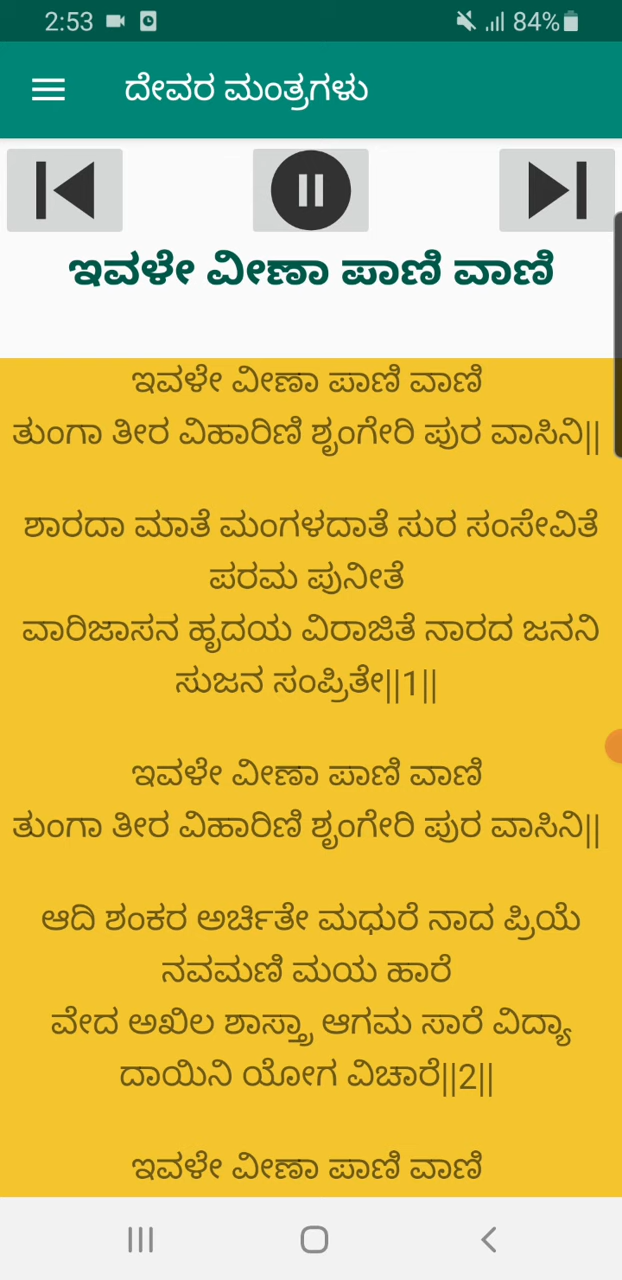 2:53
84%
ದೇವರ ಮಂತ್ರಗಳು
ಇವಳೇ ವೀಣಾ ಪಾಣಿ ವಾಣಿ
ಇವಳೇ ವೀಣಾ ಪಾಣಿ ವಾಣಿ
ತುಂಗಾ ತೀರ ವಿಹಾರಿಣಿ ಶೃಂಗೇರಿ ಪುರ ವಾಸಿನಿ||
ಶಾರದಾ ಮಾತೆ ಮಂಗಳದಾತೆ ಸುರ ಸಂಸೇವಿತೆ
ಪರಮ ಪುನೀತೆ
ವಾರಿಜಾಸನ ಹೃದಯ ವಿರಾಜಿತೆ ನಾರದ ಜನನಿ
ಸುಜನ ಸಂಪ್ರಿತೇ||1||
ಇವಳೇ ವೀಣಾ ಪಾಣಿ ವಾಣಿ
ತುಂಗಾ ತೀರ ವಿಹಾರಿಣಿ ಶೃಂಗೇರಿ ಪುರ ವಾಸಿನಿ||
ಆದಿ ಶಂಕರ ಅರ್ಚಿತೇ ಮಧುರೆ ನಾದ ಪ್ರಿಯೆ
ನವಮಣಿ ಮಯ ಹಾರೆ
ವೇದ ಅಖಿಲ ಶಾಸ್ತ್ರಾ ಆಗಮ ಸಾರೆ ವಿದ್ಯಾ
ದಾಯಿನಿ ಯೋಗ ವಿಚಾರೆ||2||
ಇವಳೇ ವೀಣಾ ಪಾಣಿ ವಾಣಿ